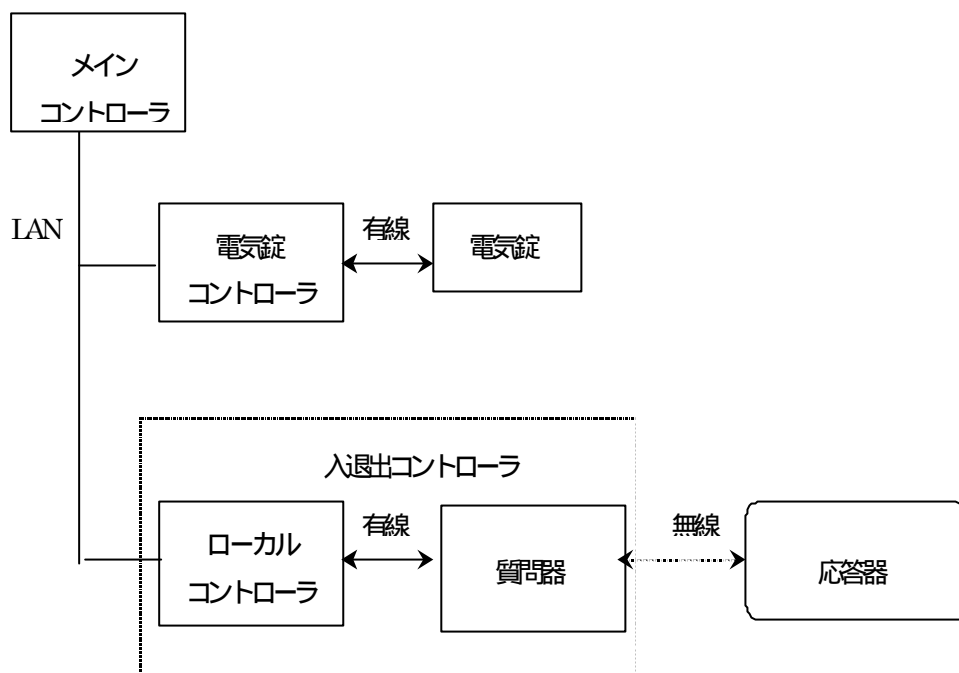 メイン
コントローラ
LAN
電気錠
コントローラ
有線
電気錠
入退出コントローラ
ローカル
コントローラ
有線
質問器
無線
応答器